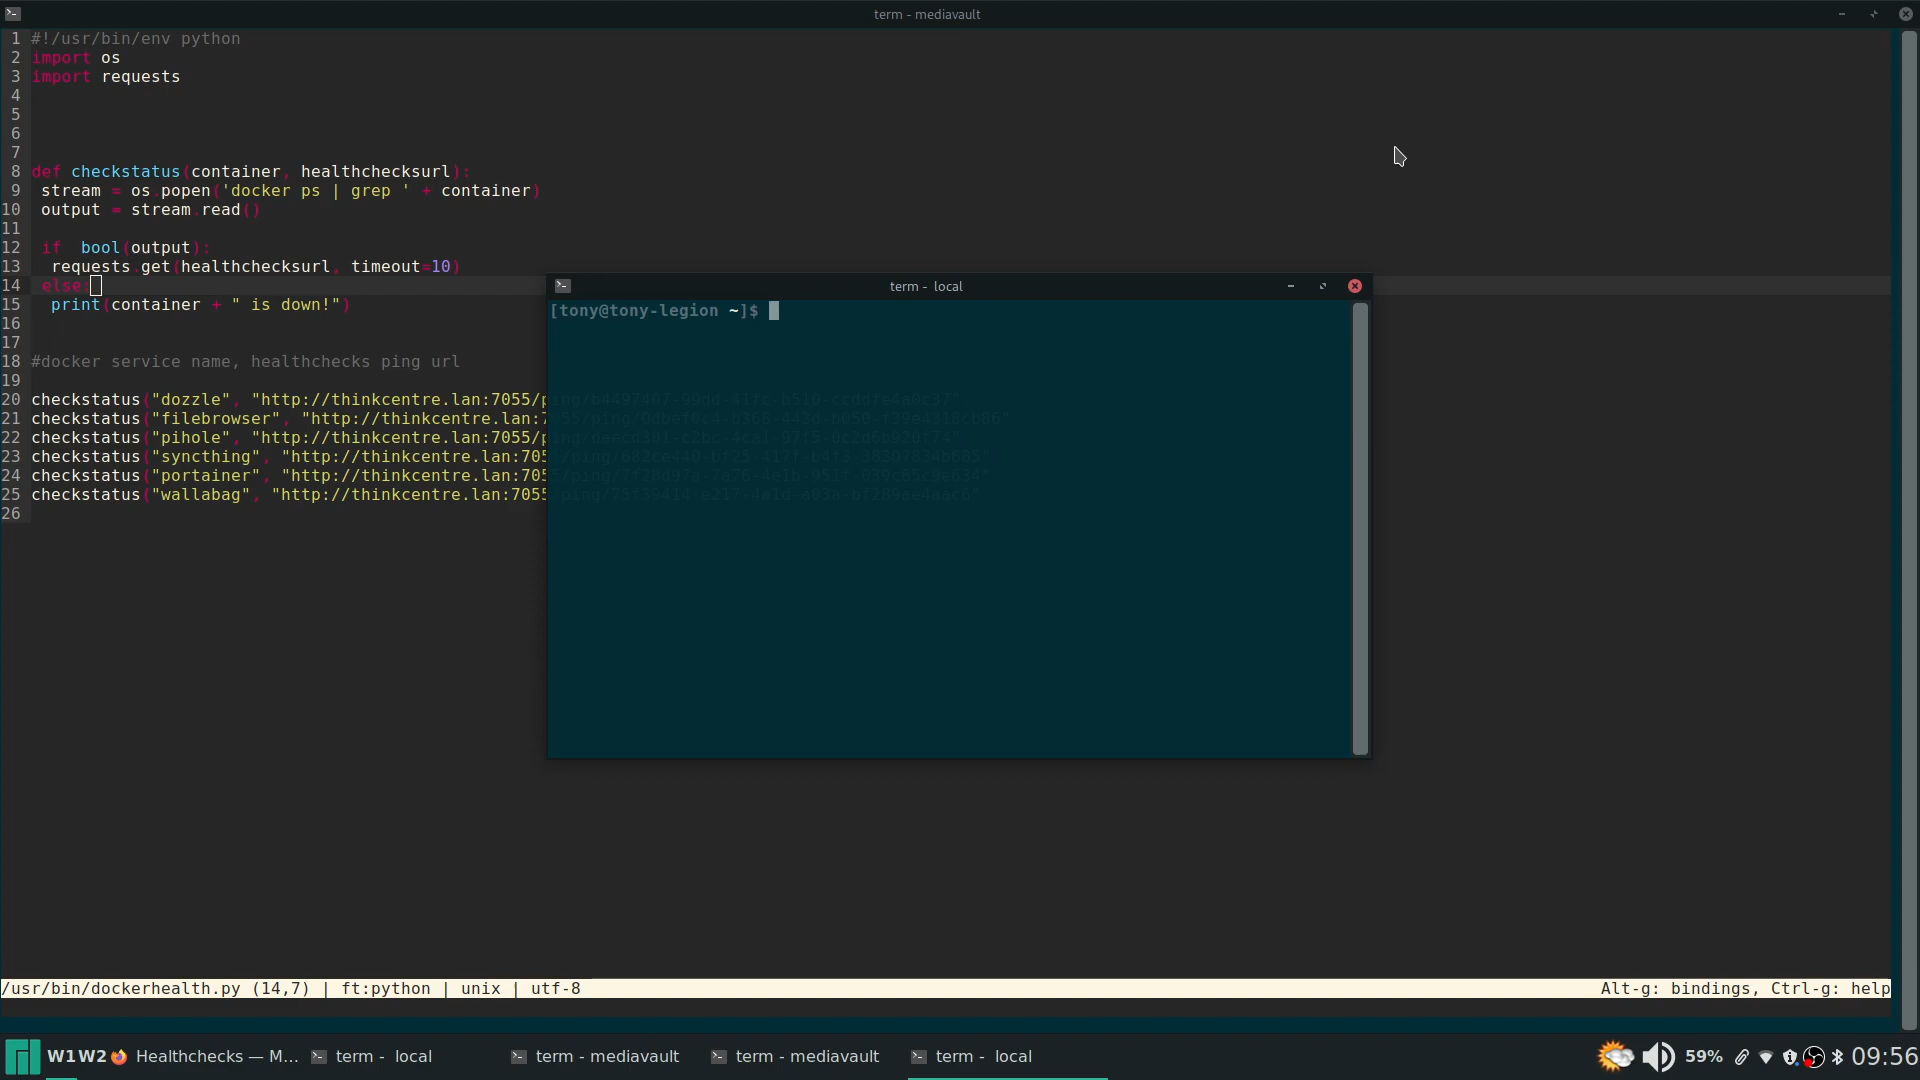 term - mediavault
1 #!/usr/bin/env python
2 import os
3 import requests
4
5
6
7
8 def checkstatus(container, healthchecksurl):
9  stream = os.popen('docker ps | grep ' + container)
10  output = stream.read()
11
12  if  bool(output):
13   requests.get(healthchecksurl, timeout=10)
14  else:
15   print(container + " is down!")
16
17
18 #docker service name, healthchecks ping url
19
20 checkstatus("dozzle", "http://thinkcentre.lan:7055/p
21 checkstatus("filebrowser", "http://thinkcentre.lan:7
22 checkstatus("pihole", "http://thinkcentre.lan:7055/p
23 checkstatus("syncthing", "http://thinkcentre.lan:705
24 checkstatus("portainer", "http://thinkcentre.lan:705
25 checkstatus("wallabag", "http://thinkcentre.lan:7055
26
term -  local
[tony@tony-legion ~]$
/usr/bin/dockerhealth.py (14,7) | ft:python | unix | utf-8
Alt-g: bindings, Ctrl-g: help
W1 W2 Healthchecks — M... term -  local term - mediavault term - mediavault term -  local 59% 09:56